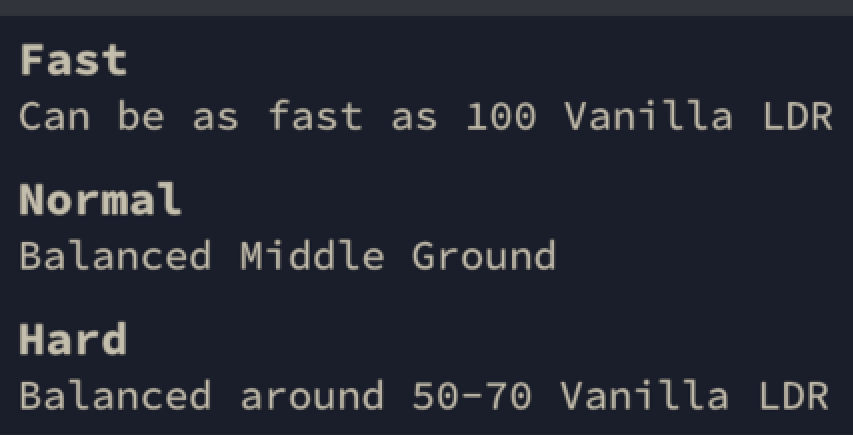 Fast
Can be as fast as 100 Vanilla LDR
Normal
Balanced Middle Ground
Hard
Balanced around 50-70 Vanilla LDR